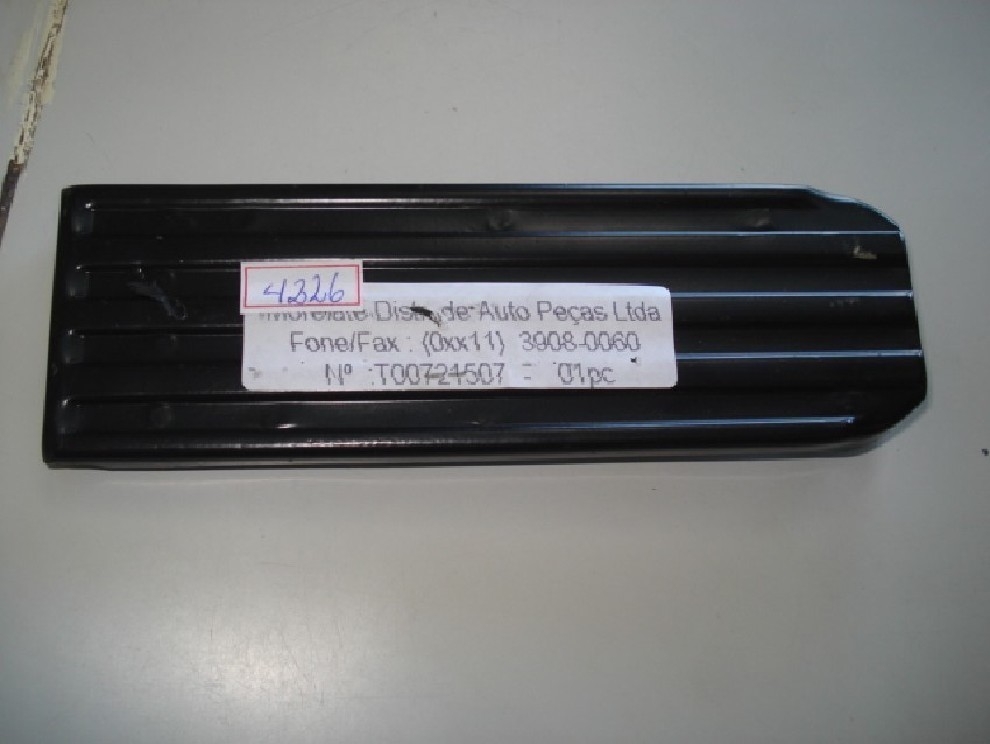 4326
Morelate Distr. de Auto Peças Ltda
Fone/Fax : (0xx11) 3908-0060
Nº :T00724507 - 01pc